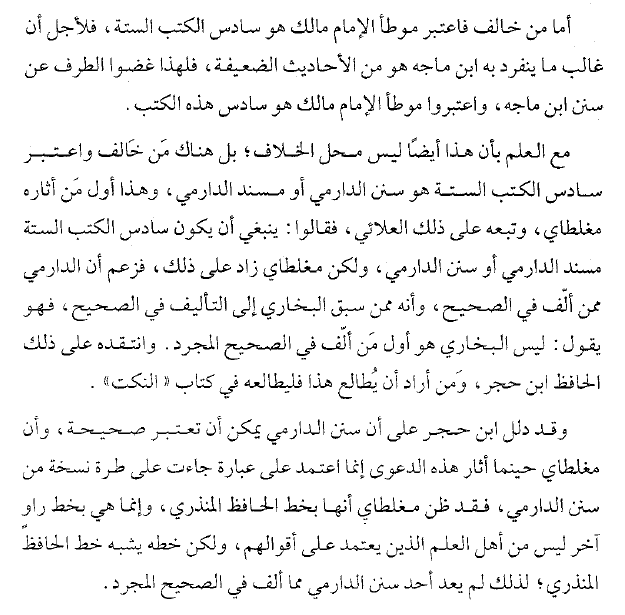 أما من خالف فاعتبر موطأ الإمام مالك هو سادس الكتب الستة، فلأجل أن
غالب ما ينفرد به ابن ماجه هو من الأحاديث الضعيفة، فلهذا غضوا الطرف عن
سنن ابن ماجه، واعتبروا موطأ الإمام مالك هو سادس هذه الكتب.
مع العلم بأن هذا أيضًا ليس محل الخلاف؛ بل هناك مَن خَالف واعتبر
سادس الكتب الستة هو سنن الدارمي أو مسند الدارمي، وهذا أول مَن أثاره
مغلطاي، وتبعه على ذلك العلائي، فقالوا: ينبغي أن يكون سادس الكتب الستة
مسند الدارمي أو سنن الدارمي، ولكن مغلطاي زاد على ذلك، فزعم أن الدارمي
ممن ألّف في الصحيح، وأنه ممن سبق البخاري إلى التأليف في الصحيح، فهو
يقول: ليس البخاري هو أول مَن ألّف في الصحيح المجرد. وانتقده على ذلك
الحافظ ابن حجر، وَمن أراد أن يُطالع هذا فليطالعه في كتاب «النكت».
وقد دلل ابن حجر على أن سنن الدارمي يمكن أن تعتبر صحيحة، وأن
مغلطاي حينما أثار هذه الدعوى إنما اعتمد على عبارة جاءت على طرة نسخة من
سنن الدارمي، فقد ظن مغلطاي أنها بخط الحافظ المنذري، وإنما هي بخط راو
آخر ليس من أهل العلم الذين يعتمد على أقوالهم، ولكن خطه يشبه خط الحافظ
المنذري؛ لذلك لم يعد أحد سنن الدارمي مما ألف في الصحيح المجرد.